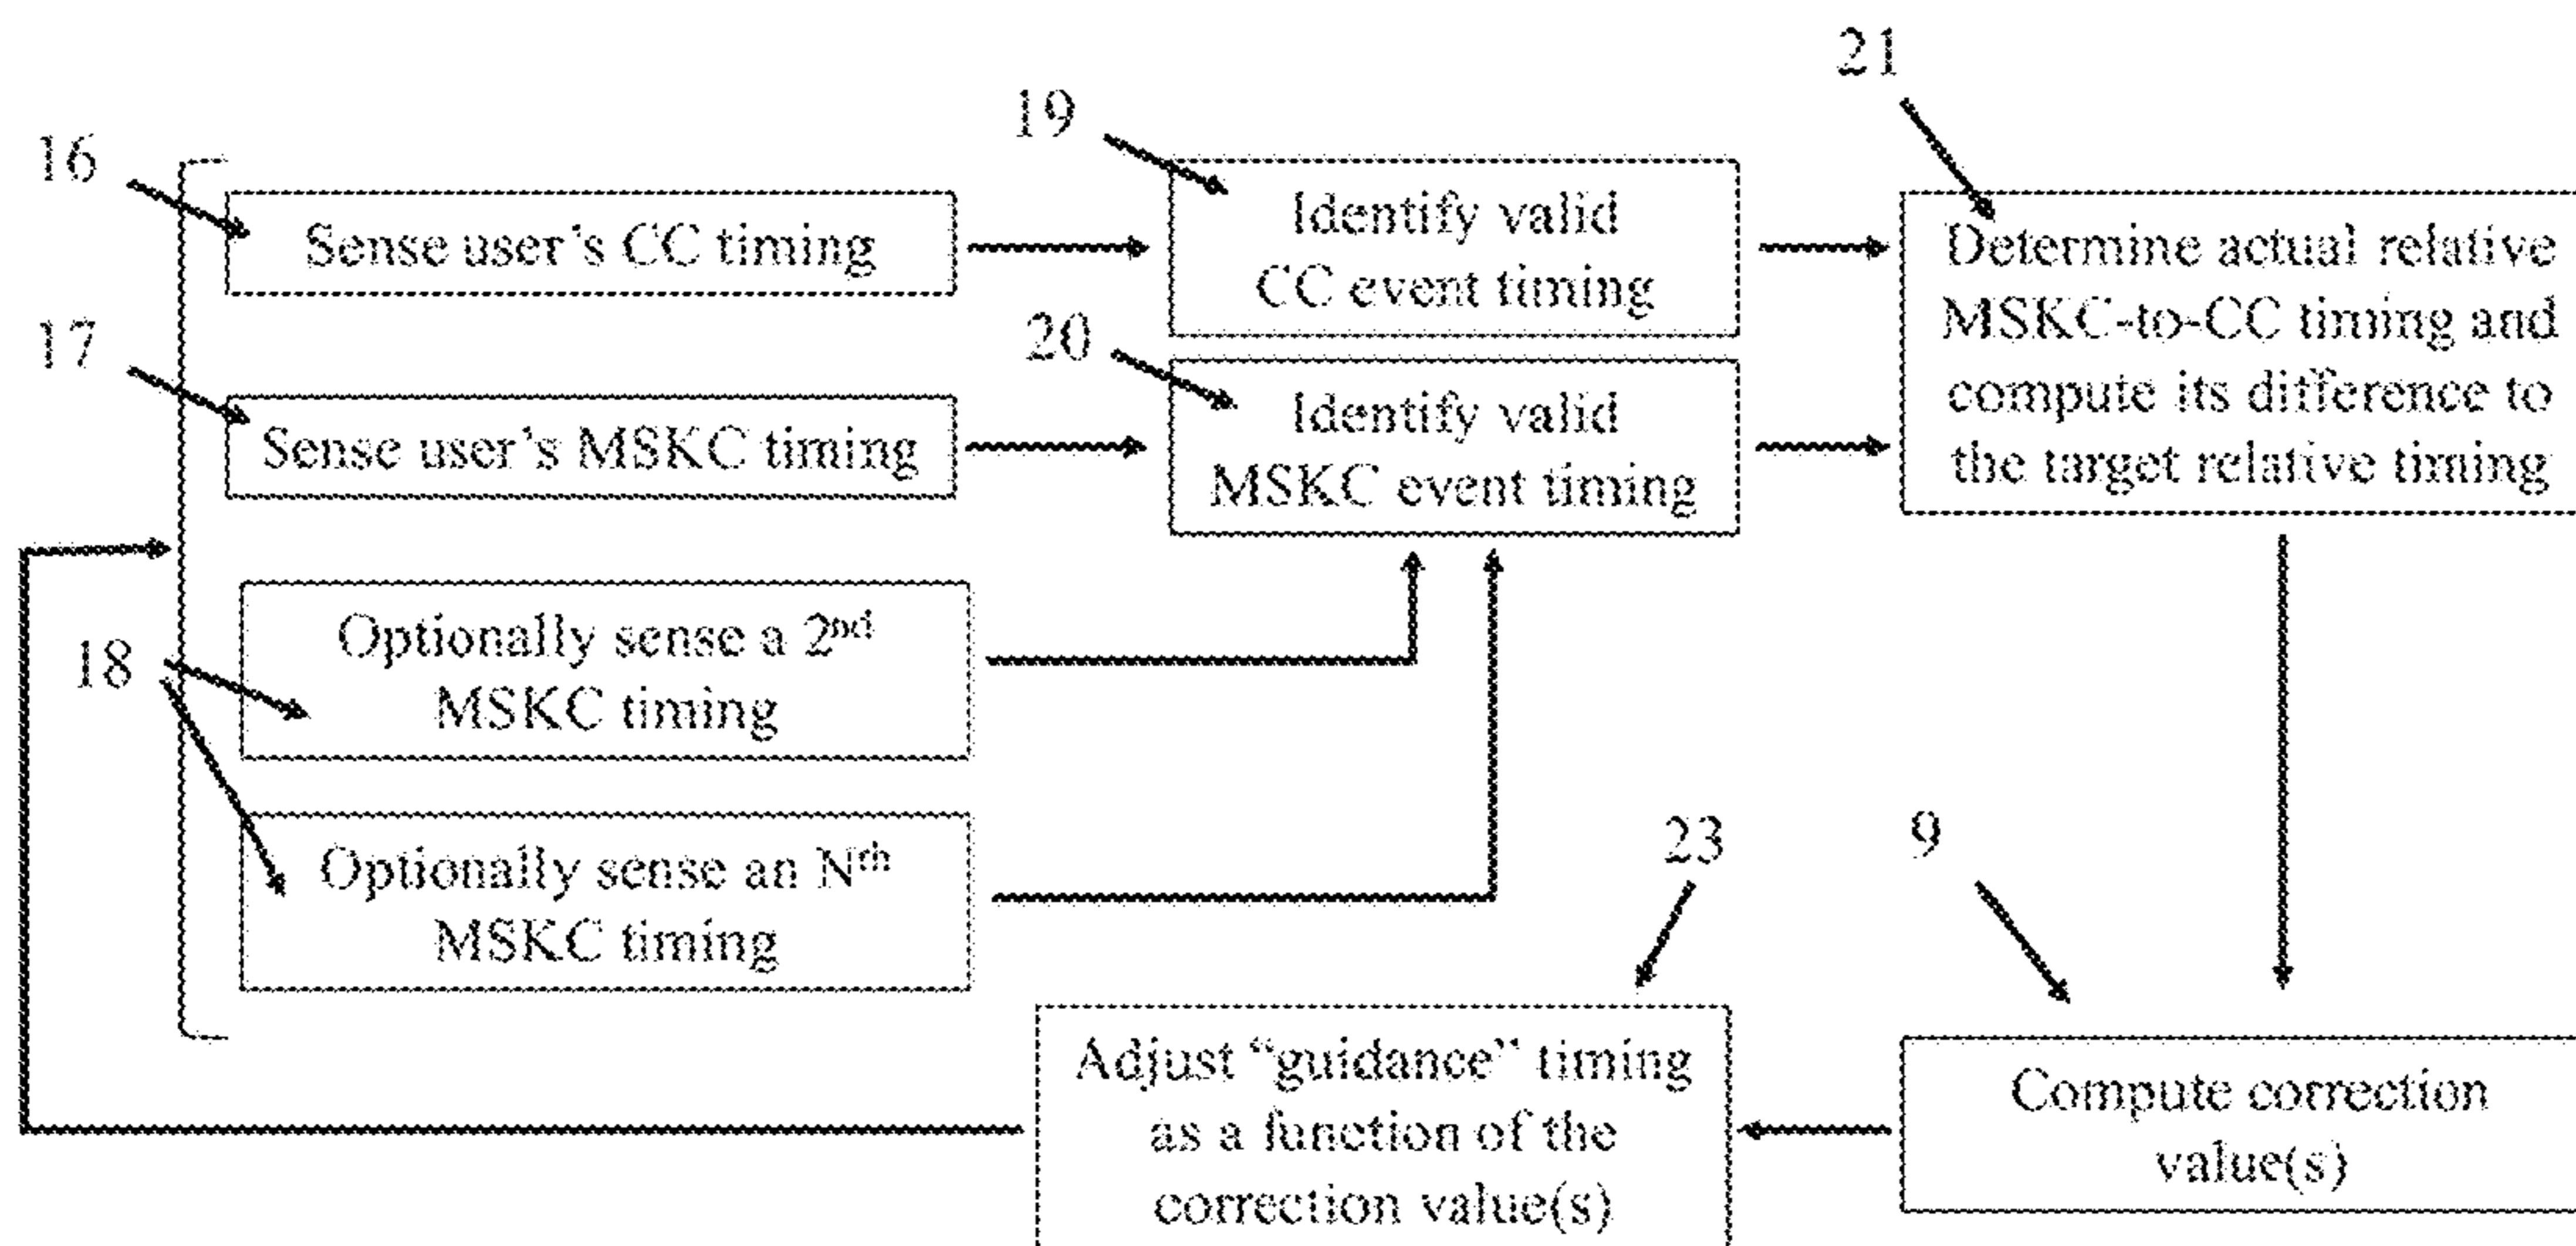 21
19
16
Identify valid
CC event timing
Sense user's CC timing
Determine actual relative
MSKC-to-CC timing and
compute its difference to
the target relative timing
17
20
Identify valid
MSKC event timing
Sense user's MSKC timing
18
Optionally sense a 2nd
MSKC timing
Optionally sense an Nth
MSKC timing
23
9
Adjust “guidance” timing
as a function of the
correction value(s)
Compute correction
value(s)